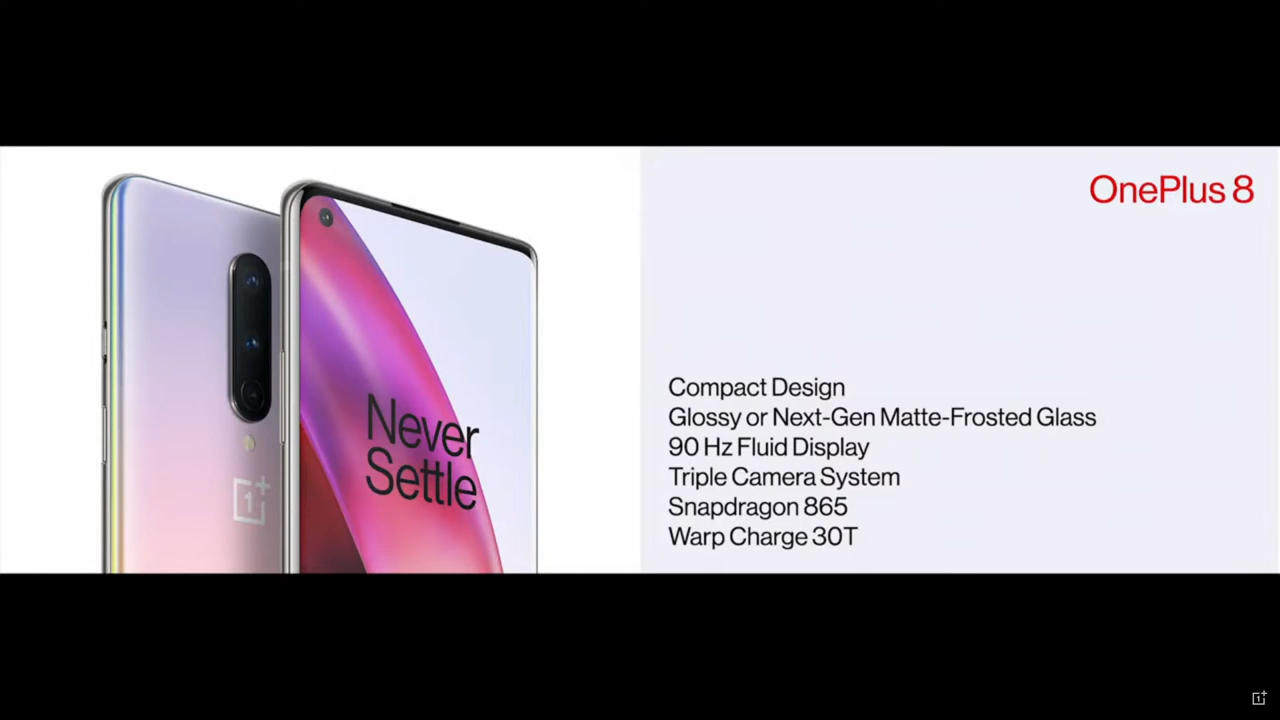 OnePlus 8
Never
Settle
Compact Design
Glossy or Next-Gen Matte-Frosted Glass
90 Hz Fluid Display
Triple Camera System
Snapdragon 865
Warp Charge 30T